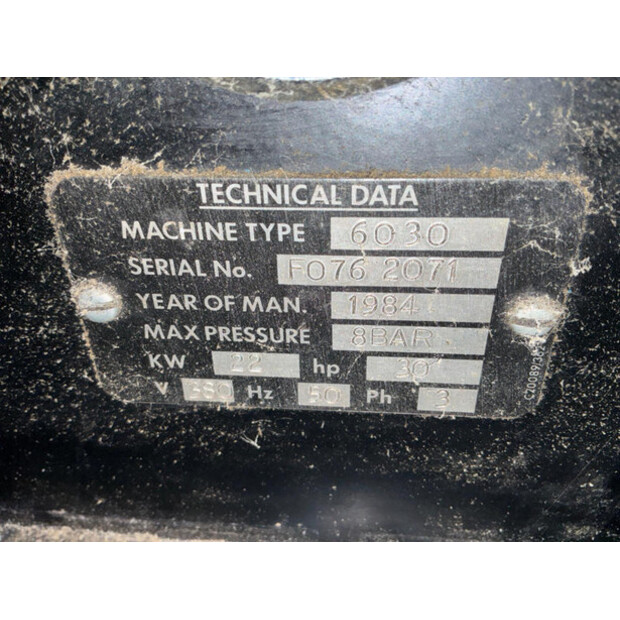 TECHNICAL DATA
MACHINE TYPE 6030
SERIAL No. F076 2071
YEAR OF MAN. 1984
MAX PRESSURE 8BAR
KW 22 hp 30
V 380 Hz 50 Ph 3